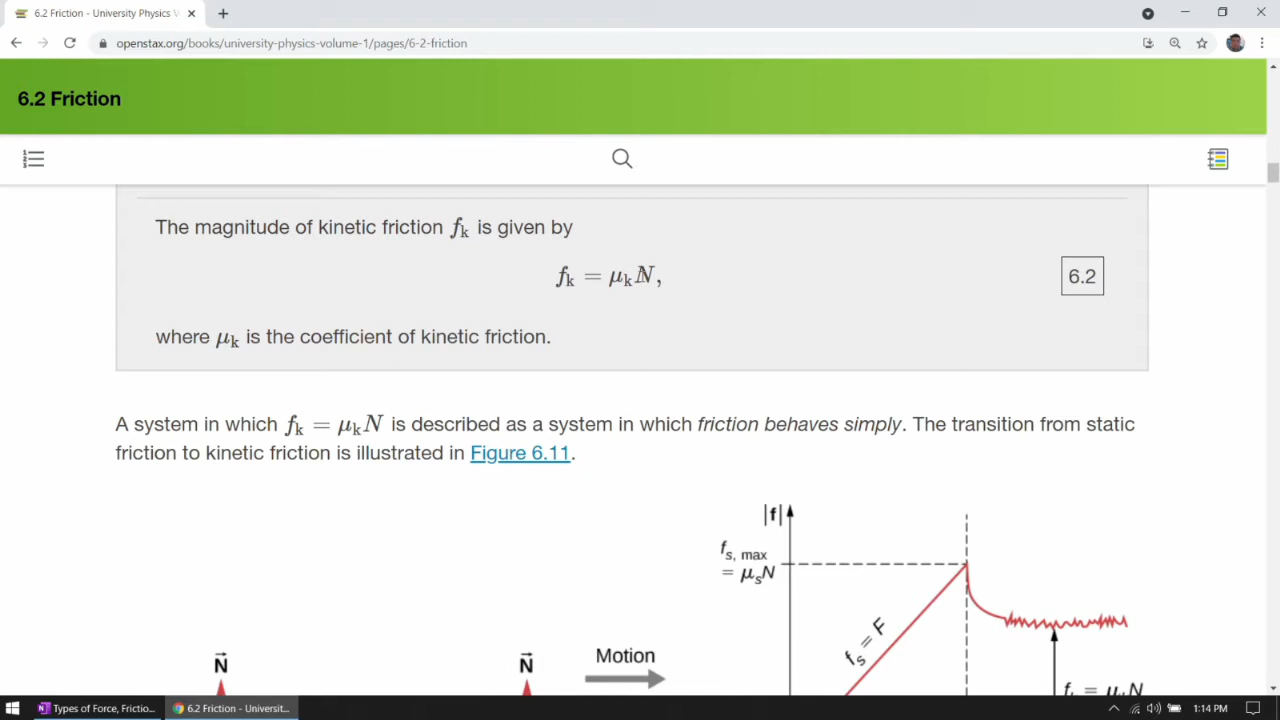 6.2 Friction - University Physics V
openstax.org/books/university-physics-volume-1/pages/6-2-friction
6.2 Friction
The magnitude of kinetic friction fk is given by
fk = μkN,
6.2
where μk is the coefficient of kinetic friction.
A system in which fk = μkN is described as a system in which friction behaves simply. The transition from static
friction to kinetic friction is illustrated in Figure 6.11.
|f|
fs, max
= μsN
fs = F
N
N
Motion
Types of Force, Frictio...
6.2 Friction - Universit...
1:14 PM